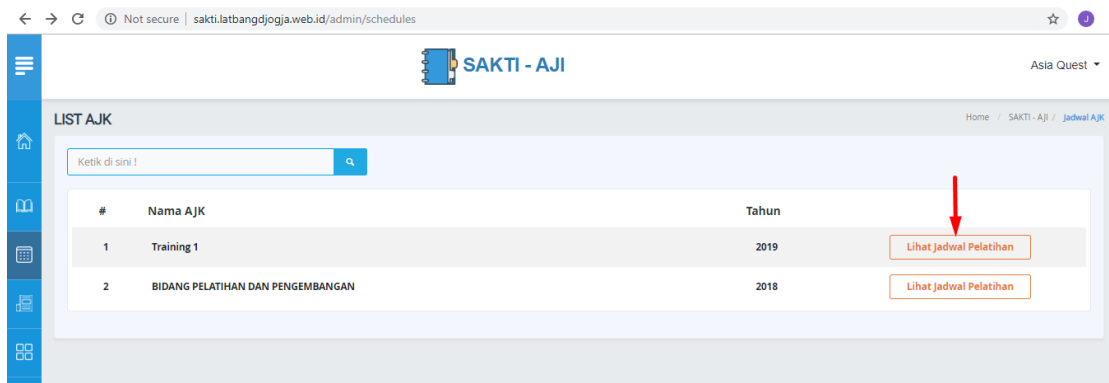 Not secure | sakti.latbangdjogja.web.id/admin/schedules
J
SAKTI - AJI
Asia Quest
LIST AJK
Home / SAKTI - AJI / Jadwal AJK
Ketik di sini !
# Nama AJK Tahun
1 Training 1 2019 Lihat Jadwal Pelatihan
2 BIDANG PELATIHAN DAN PENGEMBANGAN 2018 Lihat Jadwal Pelatihan